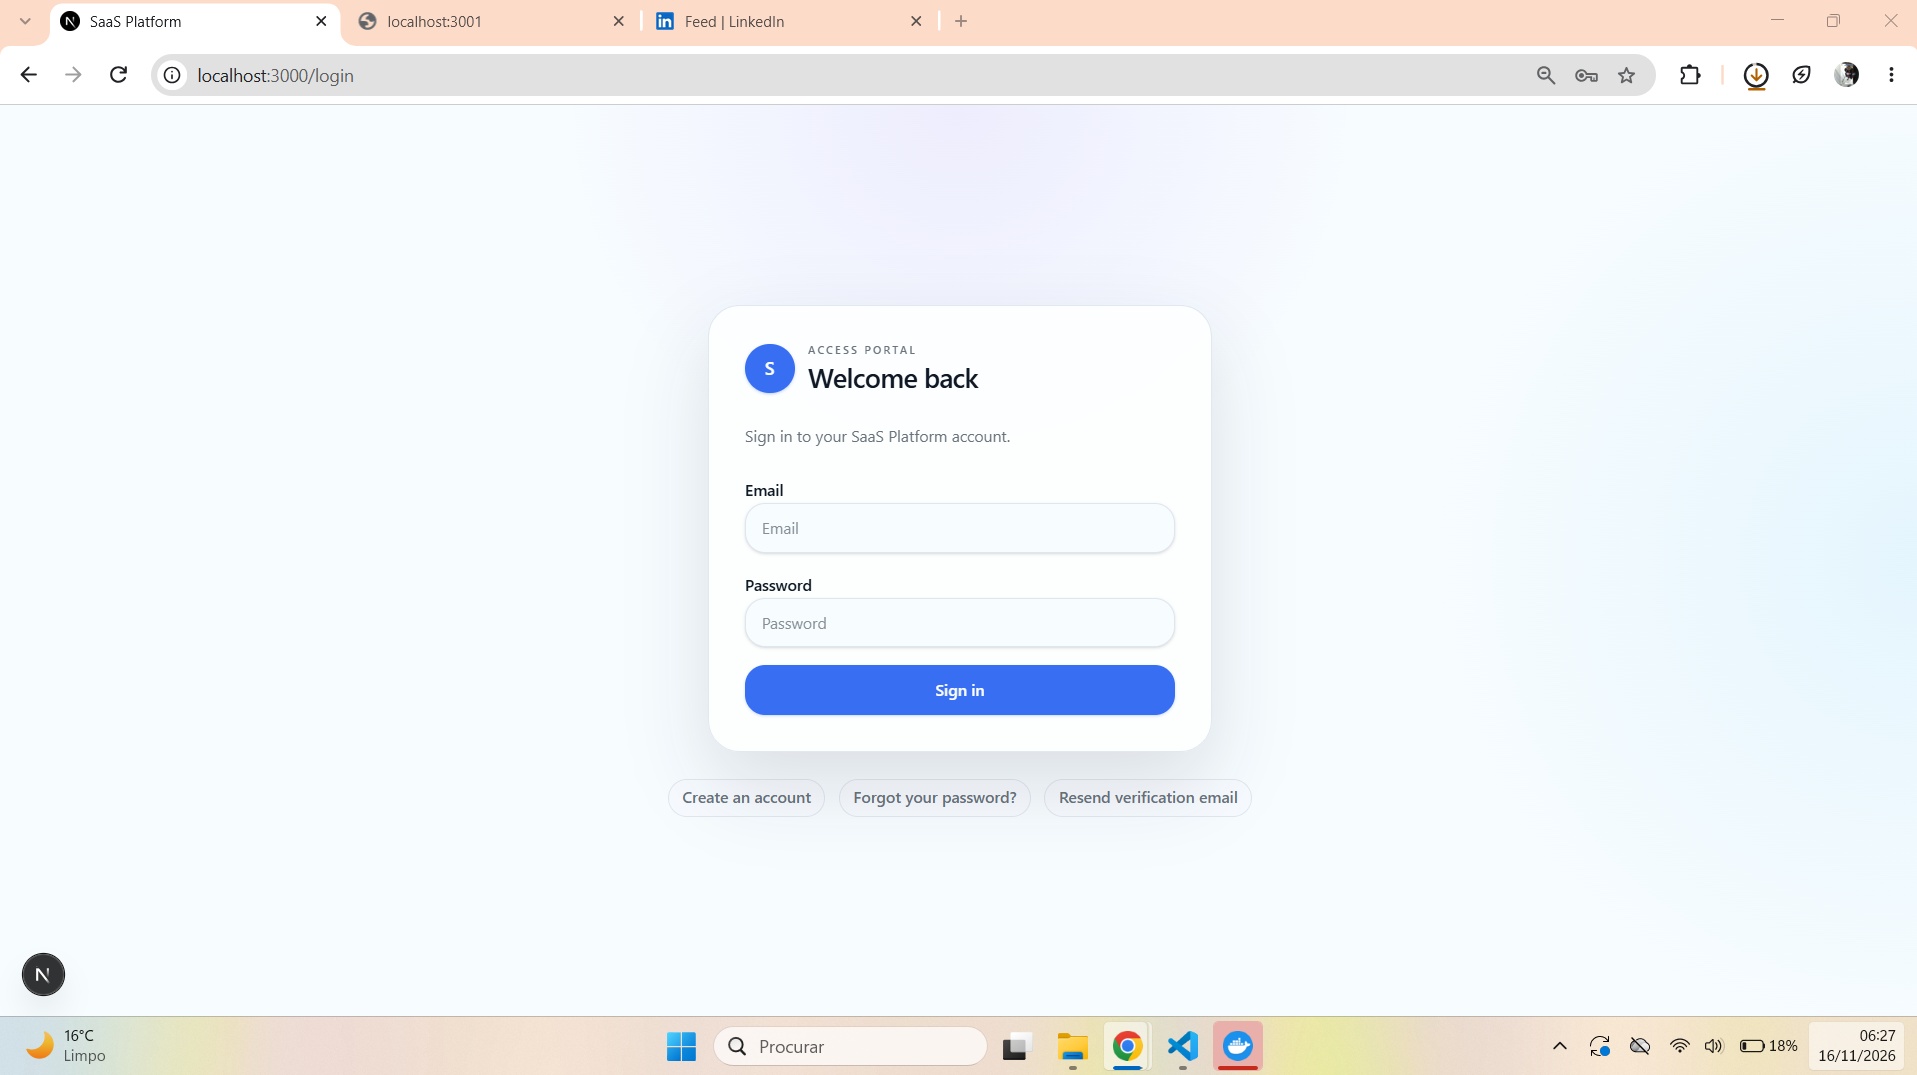 SaaS Platform
localhost:3001
Feed | LinkedIn
localhost:3000/login
S
ACCESS PORTAL
Welcome back
Sign in to your SaaS Platform account.
Email
Email
Password
Password
Sign in
Create an account
Forgot your password?
Resend verification email
N
16°C
Limpo
Procurar
18%
06:27
16/11/2026